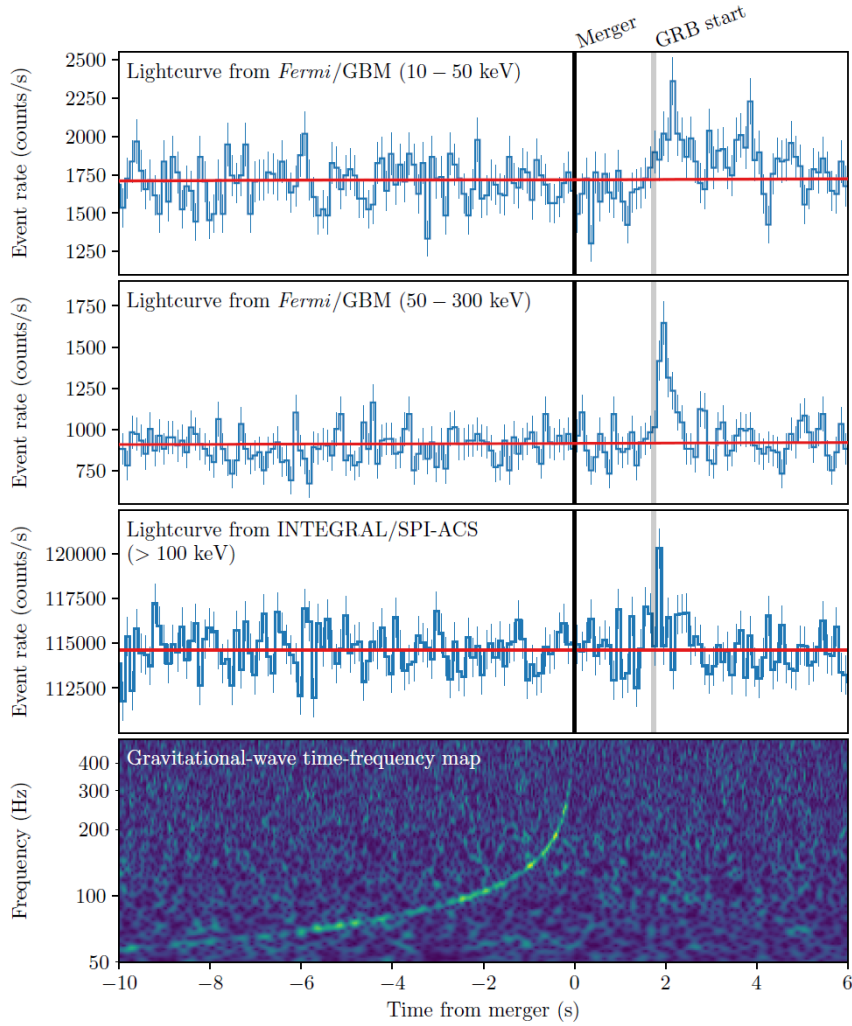 Merger
GRB start
Lightcurve from Fermi/GBM (10 − 50 keV)
Event rate (counts/s)
2500
2250
2000
1750
1500
1250
Lightcurve from Fermi/GBM (50 − 300 keV)
Event rate (counts/s)
1750
1500
1250
1000
750
Lightcurve from INTEGRAL/SPI-ACS
(> 100 keV)
Event rate (counts/s)
120000
117500
115000
112500
Gravitational-wave time-frequency map
Frequency (Hz)
400
300
200
100
50
−10 −8 −6 −4 −2 0 2 4 6
Time from merger (s)